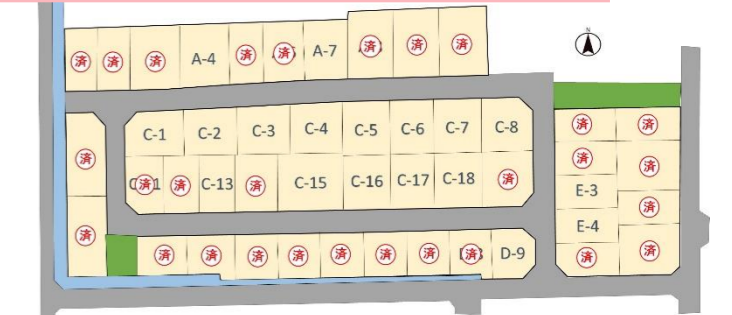 N
済 済 済 A-4 済 済 A-7 済 済 済
C-1 C-2 C-3 C-4 C-5 C-6 C-7 C-8
済 済 C-13 済 C-15 C-16 C-17 C-18 済
済
済
済 済 済 済 済 済 済 済 D-9
済 済
済 済
E-3
済
E-4
済 済